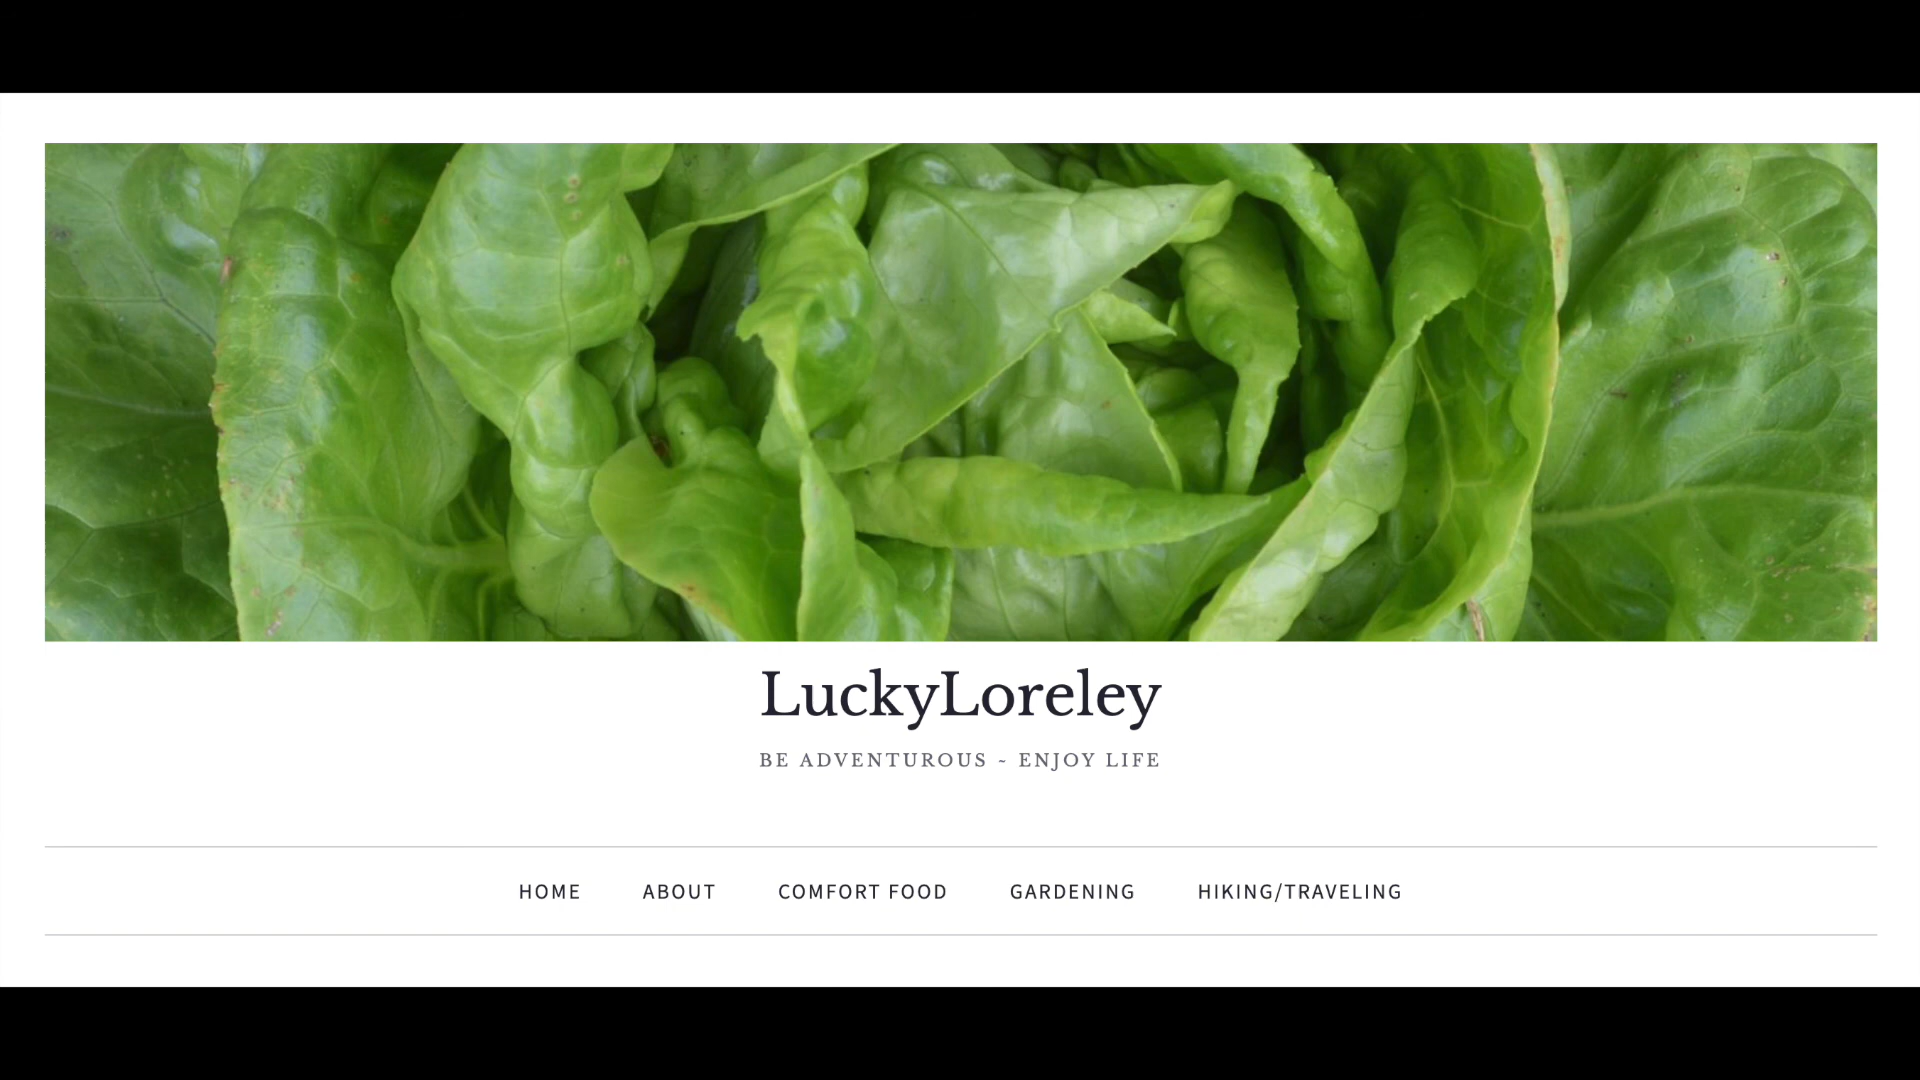 LuckyLoreley
BE ADVENTUROUS ~ ENJOY LIFE
HOME ABOUT COMFORT FOOD GARDENING HIKING/TRAVELING